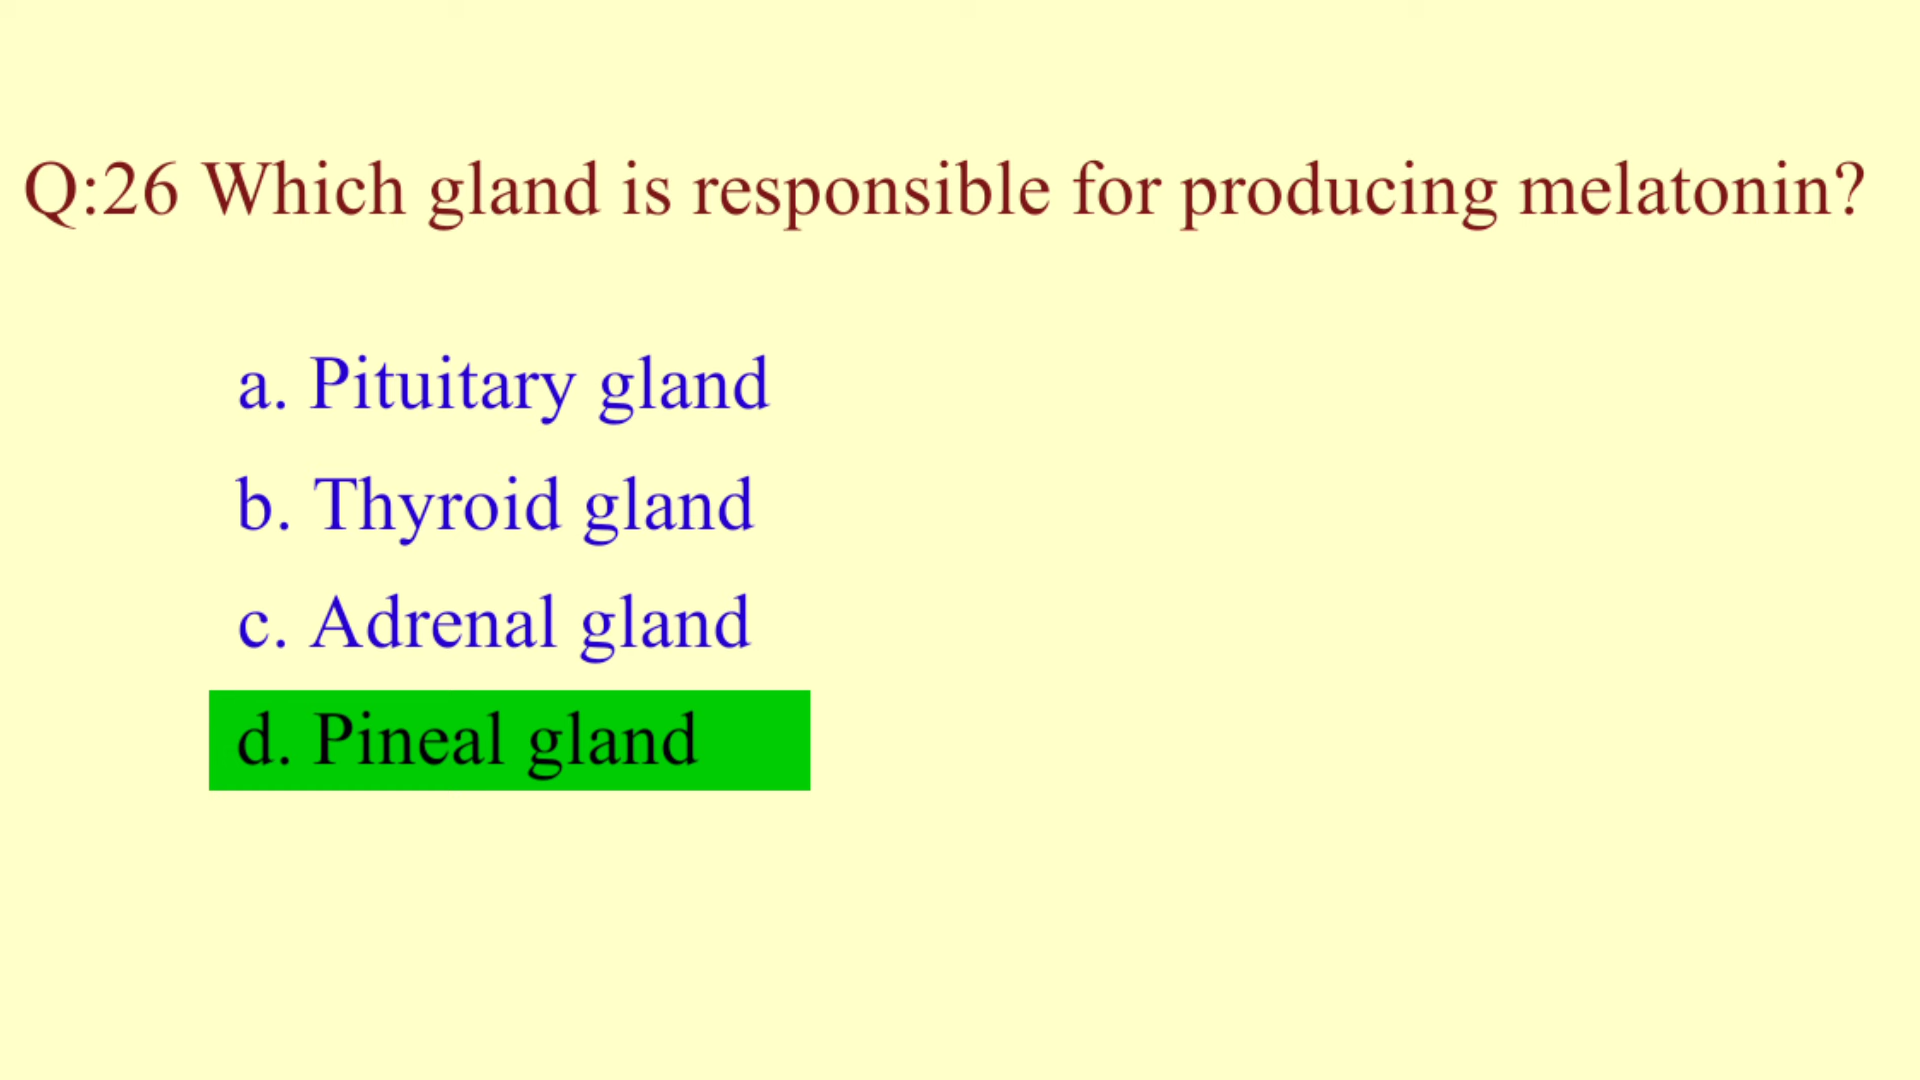 Q:26 Which gland is responsible for producing melatonin?
a. Pituitary gland
b. Thyroid gland
c. Adrenal gland
d. Pineal gland